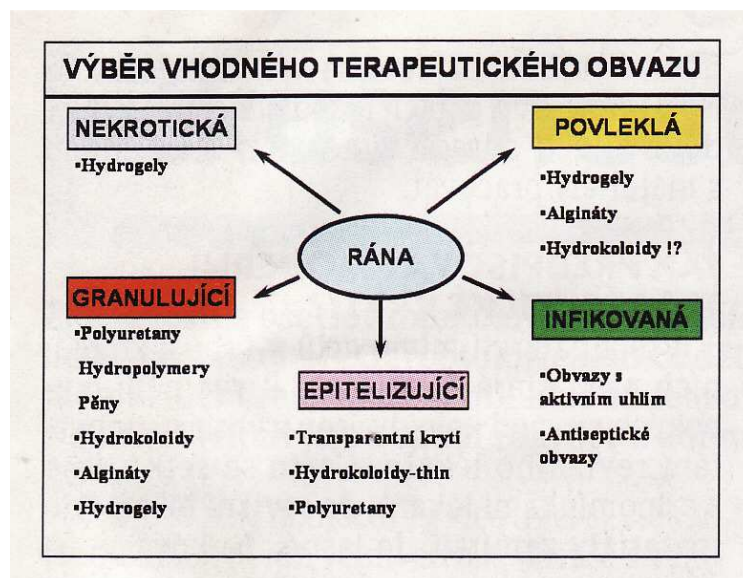 VÝBĚR VHODNÉHO TERAPEUTICKÉHO OBVAZU
NEKROTICKÁ
▪Hydrogely
POVLEKLÁ
▪Hydrogely
▪Algináty
▪Hydrokoloidy !?
RÁNA
GRANULUJÍCÍ
▪Polyuretany
Hydropolymery
Pěny
▪Hydrokoloidy
▪Algináty
▪Hydrogely
EPITELIZUJÍCÍ
▪Transparentní krytí
▪Hydrokoloidy-thin
▪Polyuretany
INFIKOVANÁ
▪Obvazy s
aktivním uhlím
▪Antiseptické
obvazy